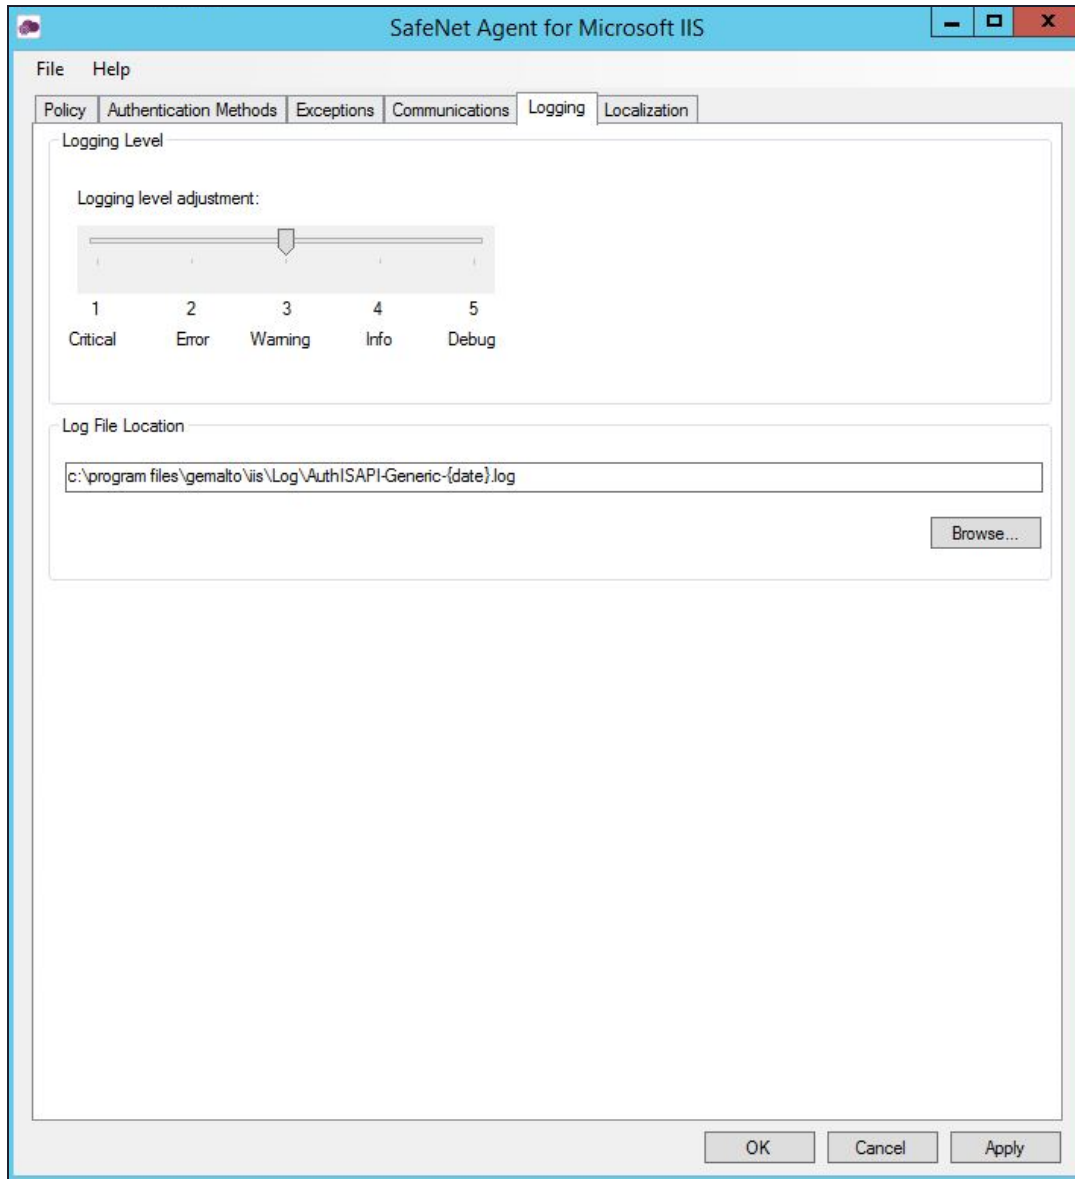 SafeNet Agent for Microsoft IIS
File Help
Policy Authentication Methods Exceptions Communications Logging Localization
Logging Level
Logging level adjustment:
1 2 3 4 5
Critical Error Warning Info Debug
Log File Location
c:\program files\gemalto\iis\Log\AuthISAPI-Generic-{date}.log
Browse...
OK Cancel Apply